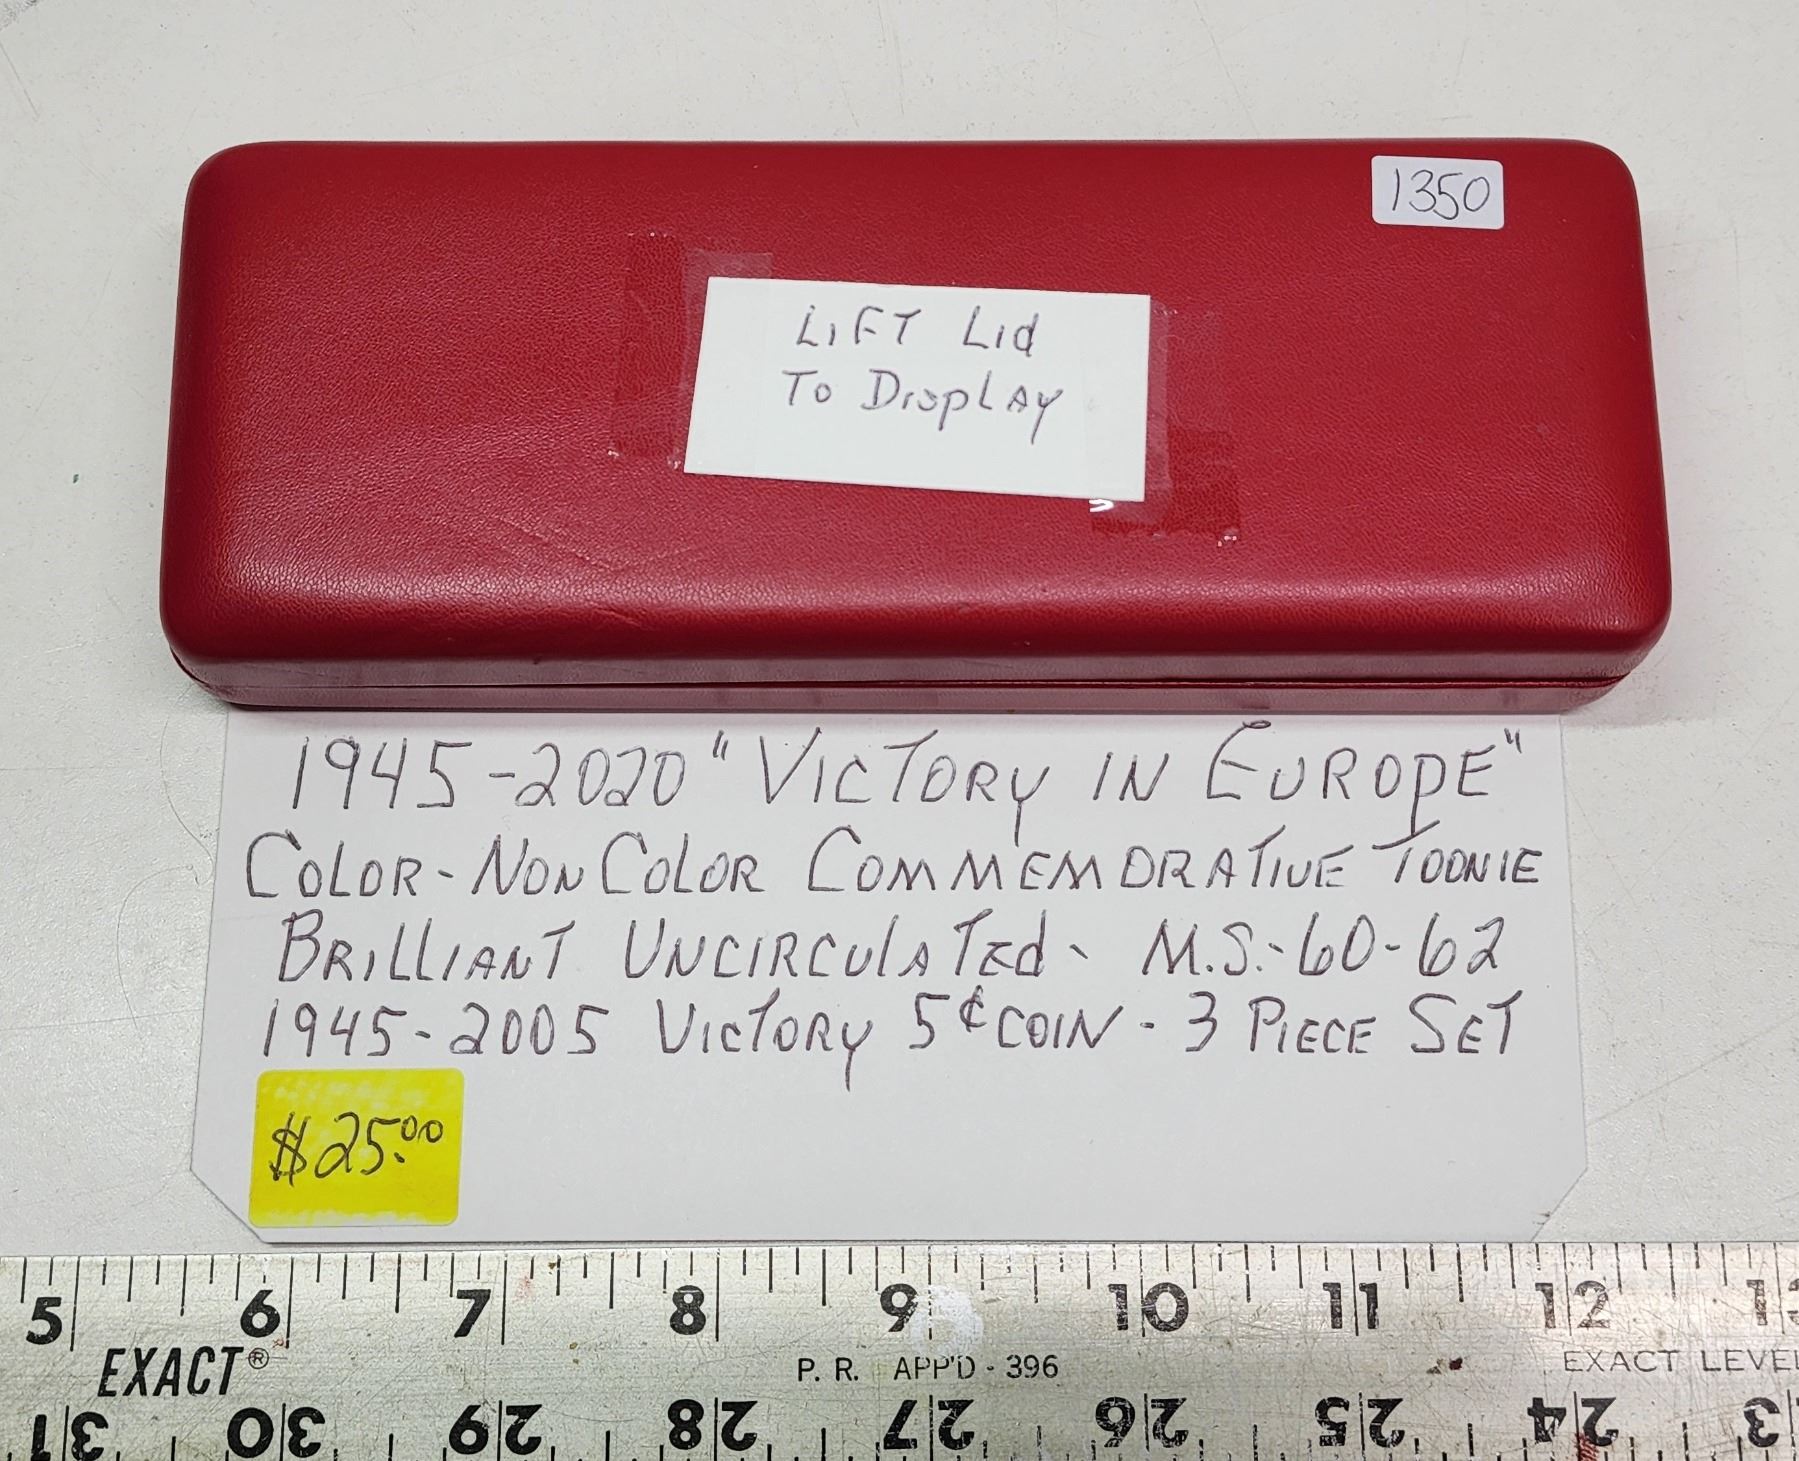 1350
LIFT Lid
To Display
1945-2020 "VICTORY IN EUROPE"
COLOR-NON COLOR COMMEMORATIVE TOONIE
BRILLIANT UNCIRCULATEd - M.S.-60-62
1945-2005 VICTORY 5¢ COIN - 3 PIECE SET
$25.00
5 6 7 8 9 10 11 12
EXACT® P. R. APP'D - 396 EXACT LEVEL
31 30 29 28 27 26 25 24